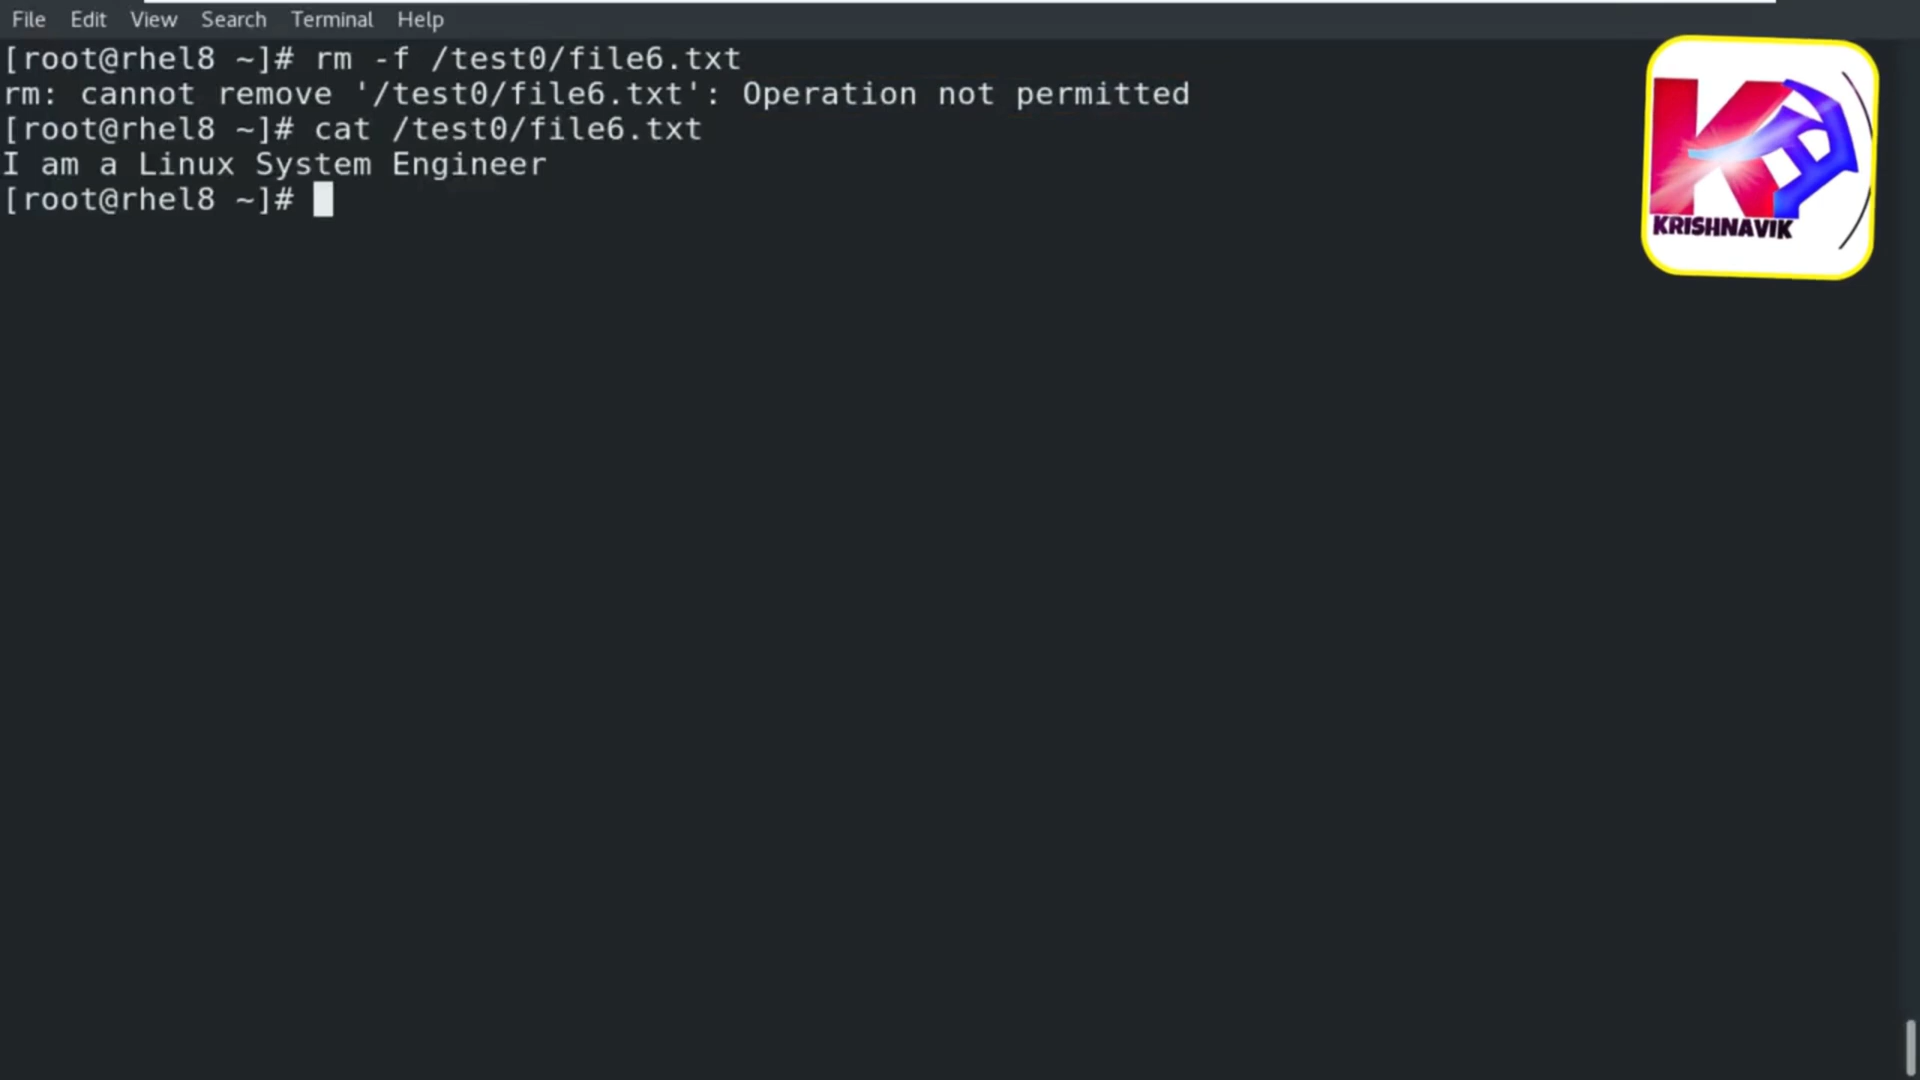 File Edit View Search Terminal Help
[root@rhel8 ~]# rm -f /test0/file6.txt
rm: cannot remove '/test0/file6.txt': Operation not permitted
[root@rhel8 ~]# cat /test0/file6.txt
I am a Linux System Engineer
[root@rhel8 ~]#
KRISHNAVIK